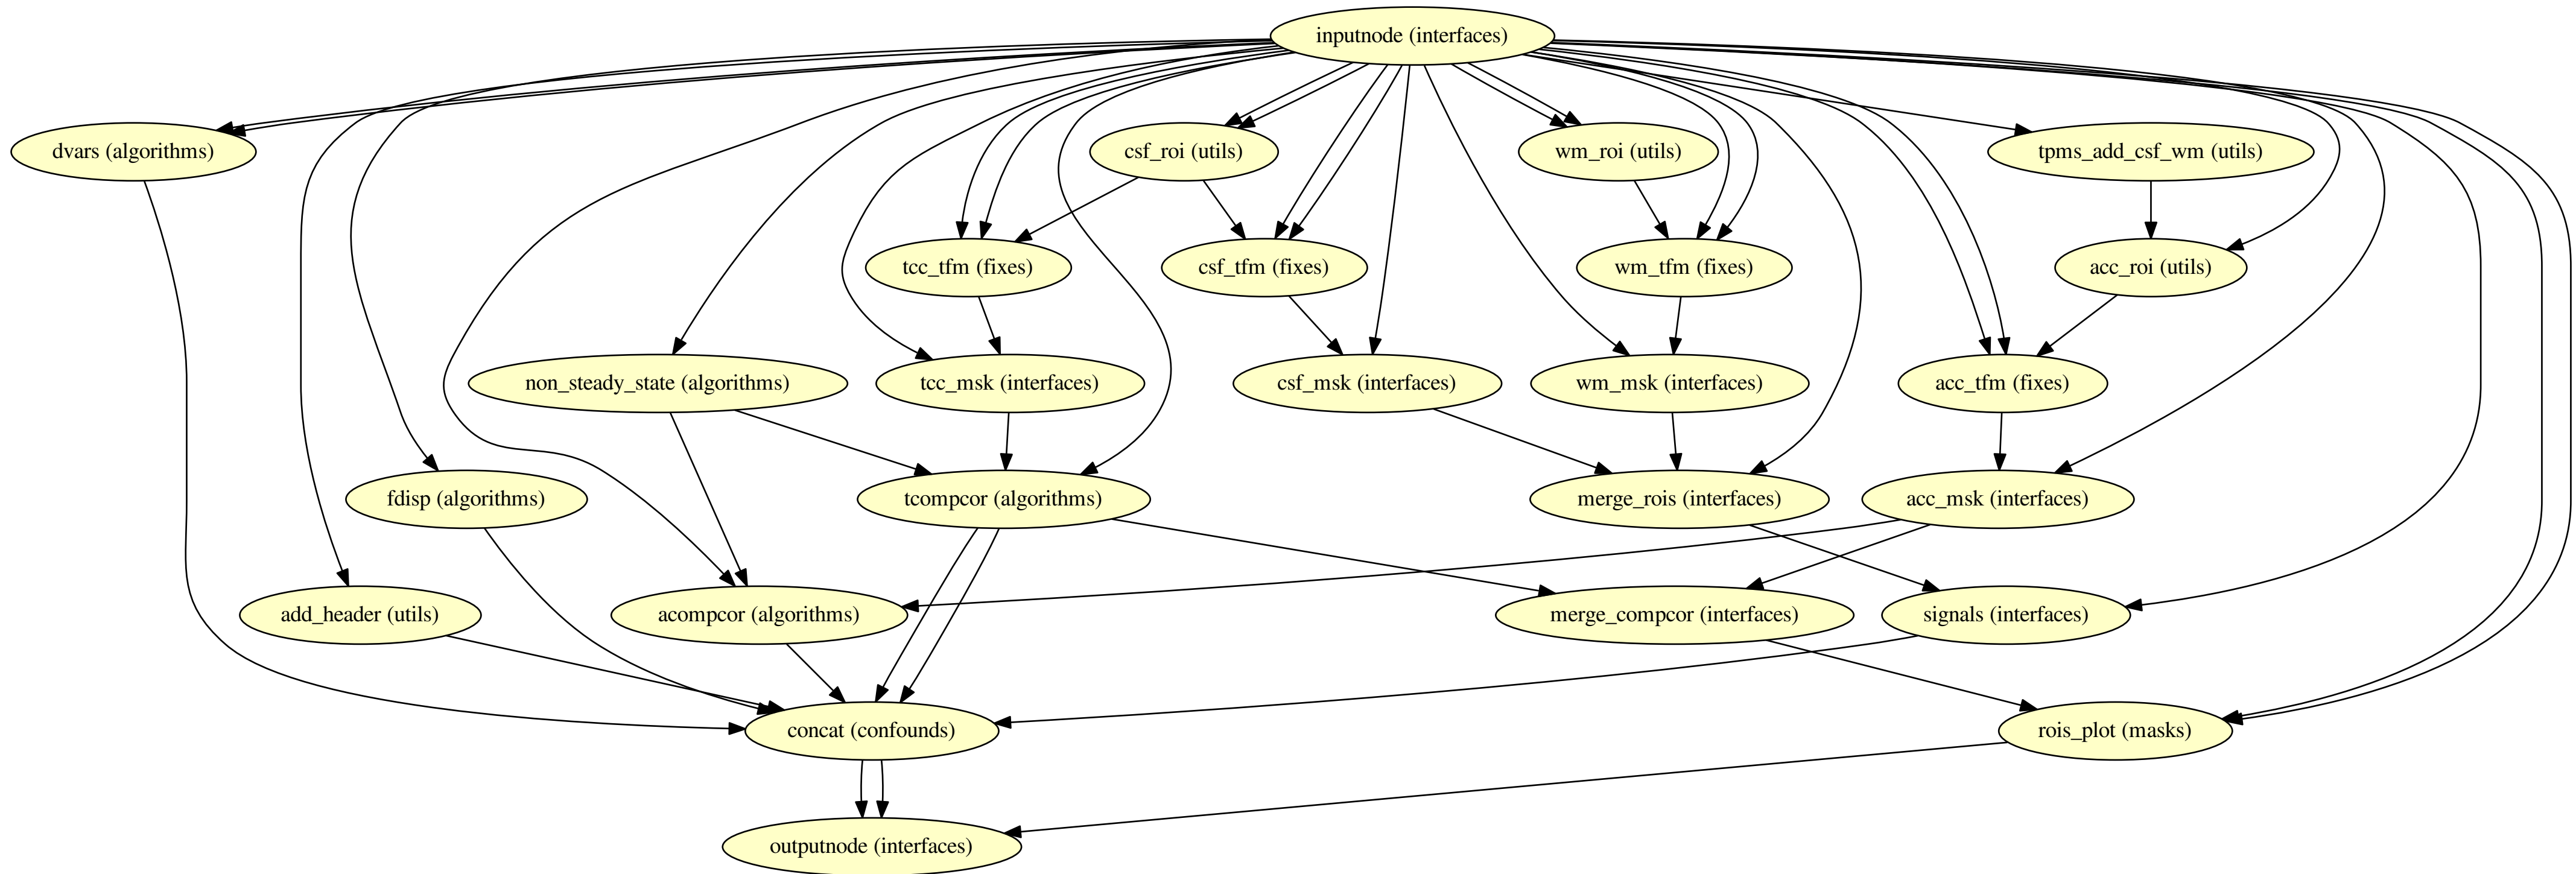 inputnode (interfaces)
dvars (algorithms)
csf_roi (utils)
wm_roi (utils)
tpms_add_csf_wm (utils)
tcc_tfm (fixes)
csf_tfm (fixes)
wm_tfm (fixes)
acc_roi (utils)
non_steady_state (algorithms)
tcc_msk (interfaces)
csf_msk (interfaces)
wm_msk (interfaces)
acc_tfm (fixes)
fdisp (algorithms)
tcompcor (algorithms)
merge_rois (interfaces)
acc_msk (interfaces)
add_header (utils)
acompcor (algorithms)
merge_compcor (interfaces)
signals (interfaces)
concat (confounds)
rois_plot (masks)
outputnode (interfaces)